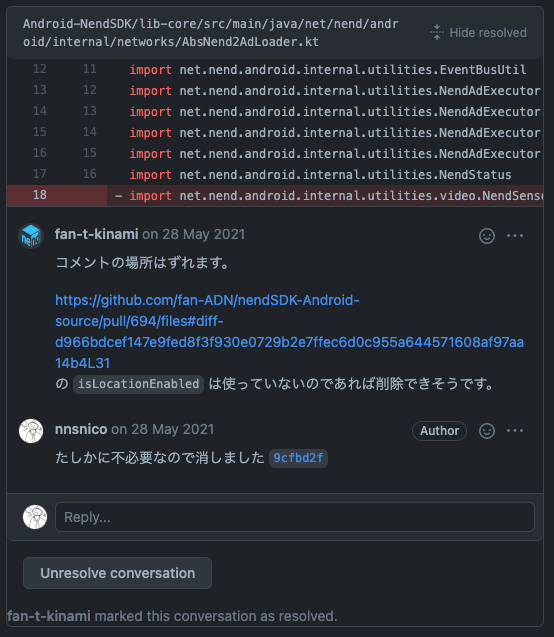 Android-NendSDK/lib-core/src/main/java/net/nend/andr
oid/internal/networks/AbsNend2AdLoader.kt
Hide resolved
12 11 import net.nend.android.internal.utilities.EventBusUtil
13 12 import net.nend.android.internal.utilities.NendAdExecutor
14 13 import net.nend.android.internal.utilities.NendAdExecutor
15 14 import net.nend.android.internal.utilities.NendAdExecutor
16 15 import net.nend.android.internal.utilities.NendAdExecutor
17 16 import net.nend.android.internal.utilities.NendStatus
18 - import net.nend.android.internal.utilities.video.NendSens
fan-t-kinami on 28 May 2021
コメントの場所はずれます。
https://github.com/fan-ADN/nendSDK-Android-
source/pull/694/files#diff-
d966bdcef147e9fed8f3f930e0729b2e7ffec6d0c955a644571608af97aa
14b4L31
の isLocationEnabled は使っていないのであれば削除できそうです。
nnsnico on 28 May 2021 Author
たしかに不必要なので消しました 9cfbd2f
Reply...
Unresolve conversation
fan-t-kinami marked this conversation as resolved.